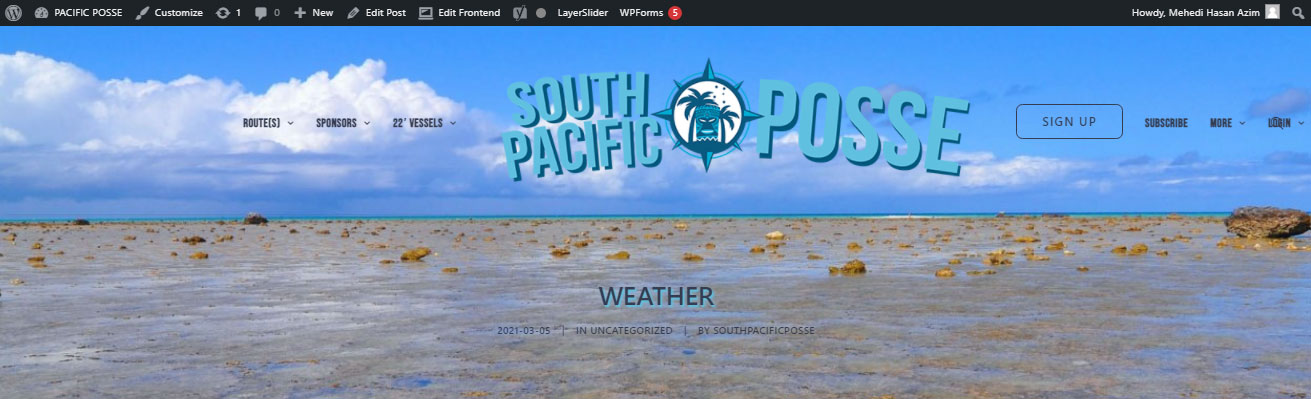 PACIFIC POSSE Customize 1 0 New Edit Post Edit Frontend LayerSlider WPForms 5 Howdy, Mehedi Hasan Azim
ROUTE(S) SPONSORS 22' VESSELS
SOUTH
PACIFIC
POSSE
SIGN UP SUBSCRIBE MORE LOGIN
WEATHER
2021-03-05 | IN UNCATEGORIZED | BY SOUTHPACIFICPOSSE